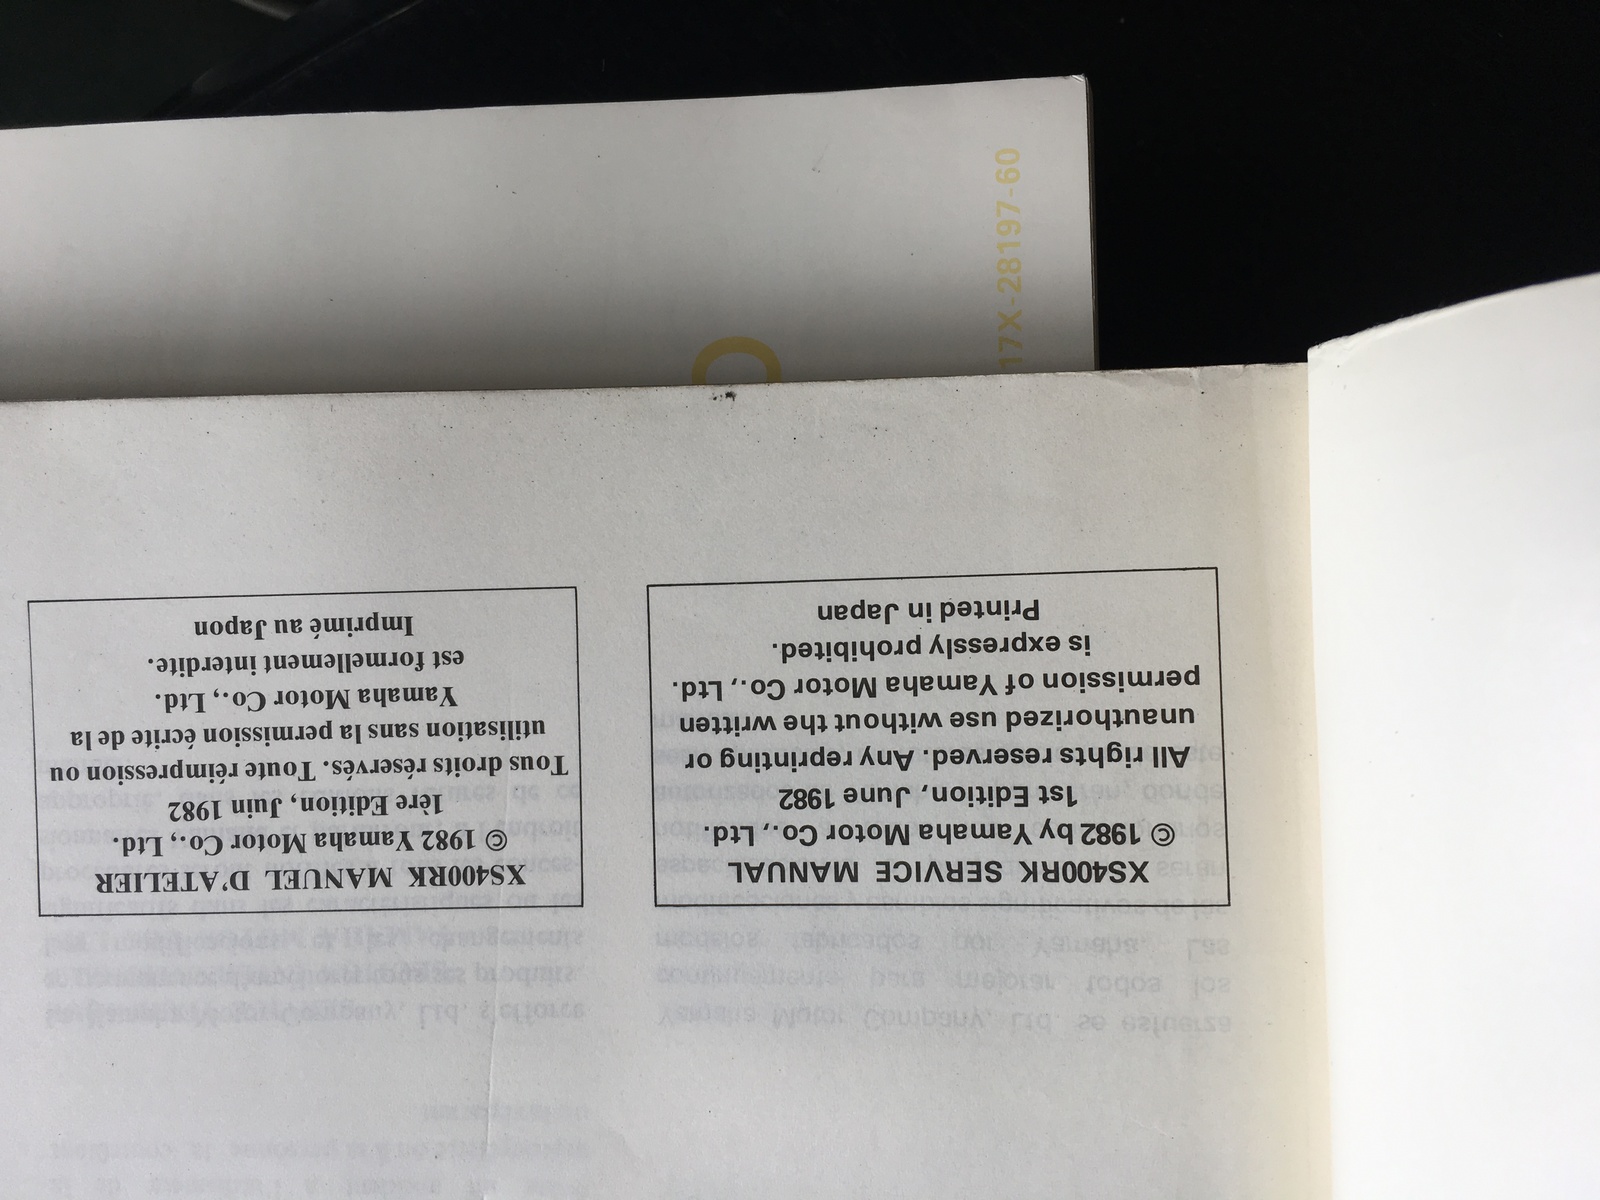 XS400RK SERVICE MANUAL
© 1982 by Yamaha Motor Co., Ltd.
1st Edition, June 1982
All rights reserved. Any reprinting or
unauthorized use without the written
permission of Yamaha Motor Co., Ltd.
is expressly prohibited.
Printed in Japan
XS400RK MANUEL D'ATELIER
© 1982 Yamaha Motor Co., Ltd.
1ère Edition, Juin 1982
Tous droits réservés. Toute réimpression ou
utilisation sans la permission écrite de la
Yamaha Motor Co., Ltd.
est formellement interdite.
Imprimé au Japon
17X-28197-60